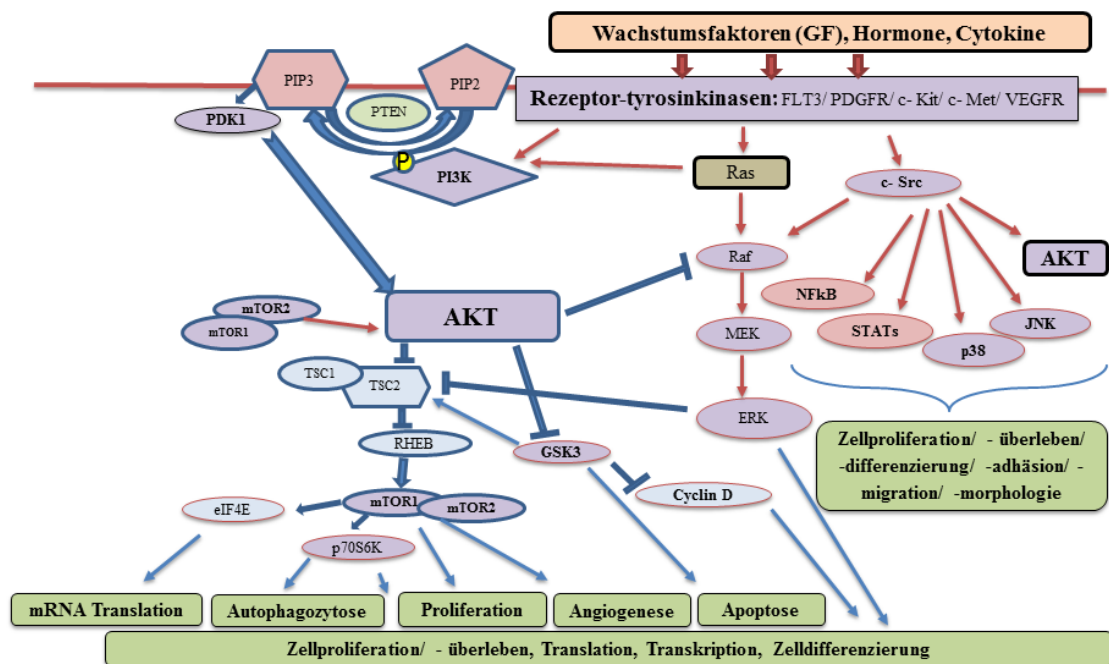 Wachstumsfaktoren (GF), Hormone, Cytokine
PIP3
PIP2
PTEN
Rezeptor-tyrosinkinasen: FLT3/ PDGFR/ c- Kit/ c- Met/ VEGFR
PDK1
P
PI3K
Ras
c- Src
Raf
AKT
NFkB
mTOR2
mTOR1
AKT
STATs
JNK
MEK
p38
TSC1
TSC2
ERK
RHEB
GSK3
Zellproliferation/ - überleben/
-differenzierung/ -adhäsion/ -
migration/ -morphologie
Cyclin D
eIF4E
mTOR1
mTOR2
p70S6K
mRNA Translation
Autophagozytose
Proliferation
Angiogenese
Apoptose
Zellproliferation/ - überleben, Translation, Transkription, Zelldifferenzierung